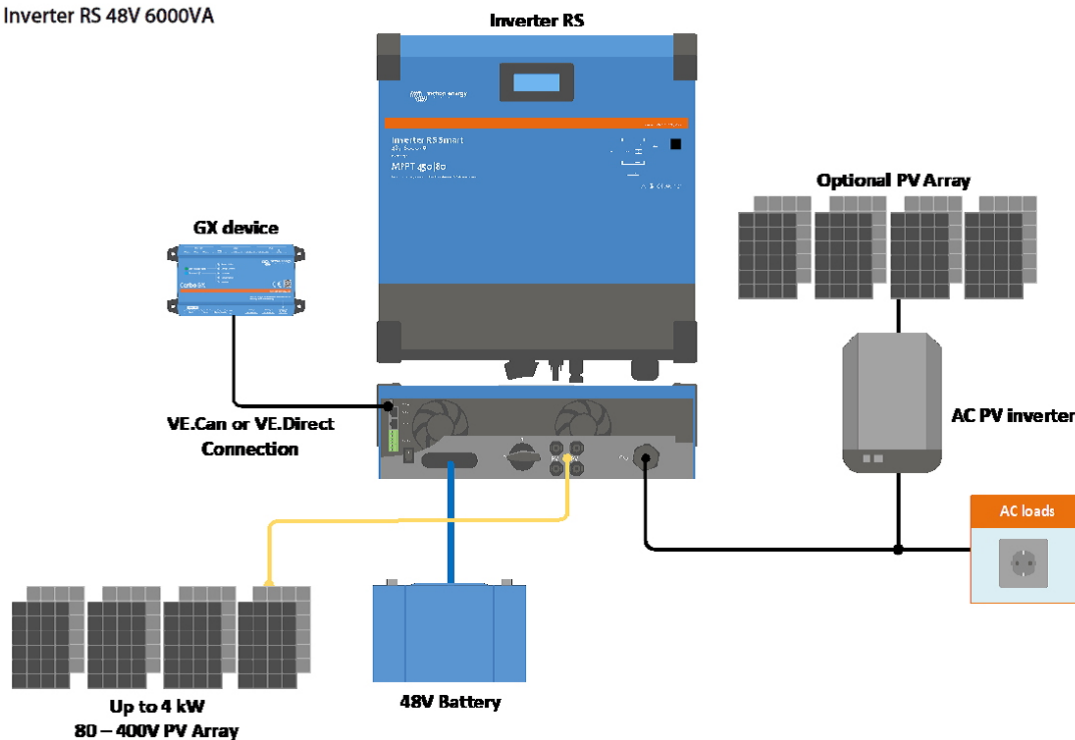 Inverter RS 48V 6000VA
Inverter RS
Inverter RS Smart
MPPT 450|80
Optional PV Array
GX device
VE.Can or VE.Direct
Connection
AC PV inverter
AC loads
48V Battery
Up to 4 kW
80 – 400V PV Array